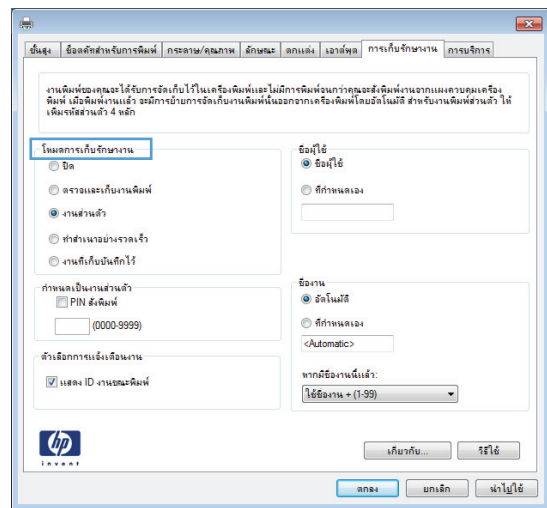 ขั้นสูง ช็อตคัทสำหรับการพิมพ์ กระดาษ/คุณภาพ ลักษณะ ตกแต่ง เอาต์พุต การเก็บรักษางาน การบริการ
งานพิมพ์ของคุณจะได้รับการจัดเก็บไว้ในเครื่องพิมพ์และไม่มีการพิมพ์จนกว่าคุณจะสั่งพิมพ์งานจากแผงควบคุมเครื่อง
พิมพ์ เมื่อพิมพ์งานแล้ว จะมีการย้ายการจัดเก็บงานพิมพ์นั้นออกจากเครื่องพิมพ์โดยอัตโนมัติ สำหรับงานพิมพ์ส่วนตัว ให้
เพิ่มรหัสส่วนตัว 4 หลัก
โหมดการเก็บรักษางาน
ปิด
ตรวจและเก็บงานพิมพ์
งานส่วนตัว
ทำสำเนาอย่างรวดเร็ว
งานที่เก็บบันทึกไว้
ชื่อผู้ใช้
ชื่อผู้ใช้
ที่กำหนดเอง
กำหนดเป็นงานส่วนตัว
PIN สั่งพิมพ์
(0000-9999)
ชื่องาน
อัตโนมัติ
ที่กำหนดเอง
<Automatic>
หากมีชื่องานนี้แล้ว:
ใช้ชื่องาน + (1-99)
ตัวเลือกการแจ้งเตือนงาน
แสดง ID งานขณะพิมพ์
hp
invent
เกี่ยวกับ... วิธีใช้
ตกลง ยกเลิก นำไปใช้